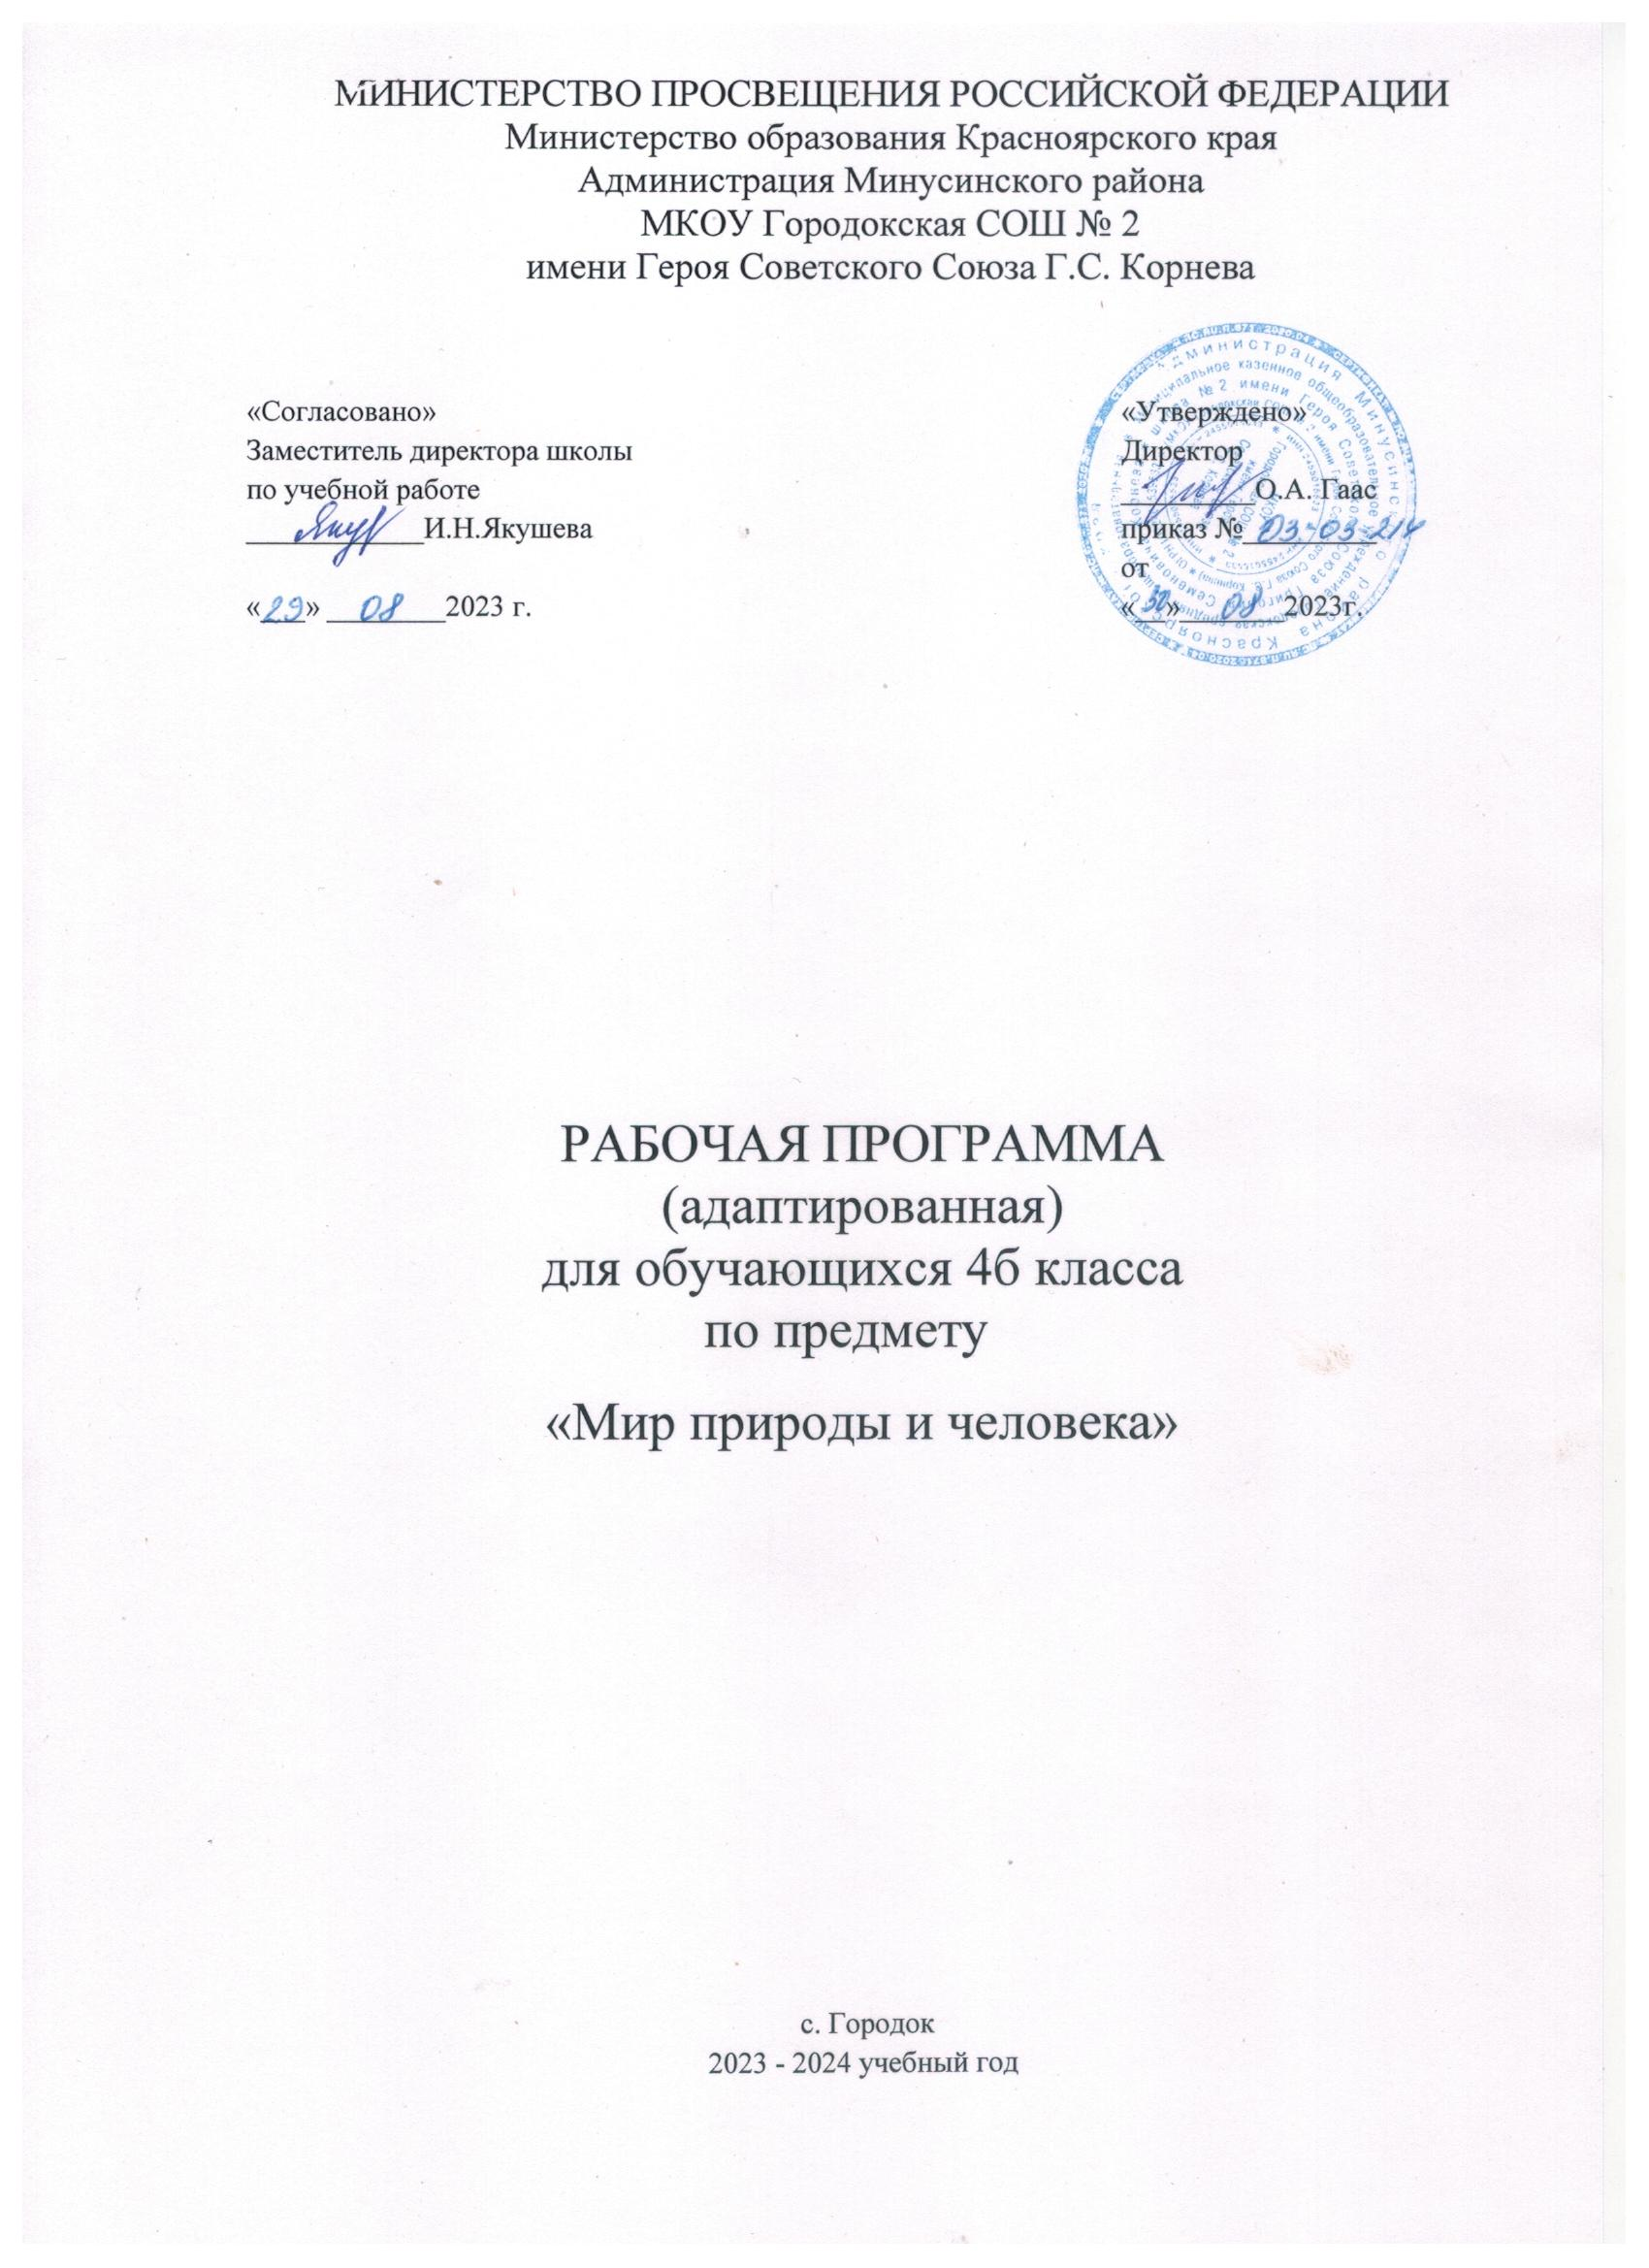 МИНИСТЕРСТВО ПРОСВЕЩЕНИЯ РОССИЙСКОЙ ФЕДЕРАЦИИ
Министерство образования Красноярского края
Администрация Минусинского района
МКОУ Городокская СОШ № 2
имени Героя Советского Союза Г.С. Корнева
«Согласовано»
Заместитель директора школы
по учебной работе
И.Н.Якушева
«29» 08 2023 г.
«Утверждено»
Директор
О.А. Гаас
приказ № 03-03-214
от
«30» 08 2023г.
РАБОЧАЯ ПРОГРАММА
(адаптированная)
для обучающихся 4б класса
по предмету
«Мир природы и человека»
с. Городок
2023 - 2024 учебный год